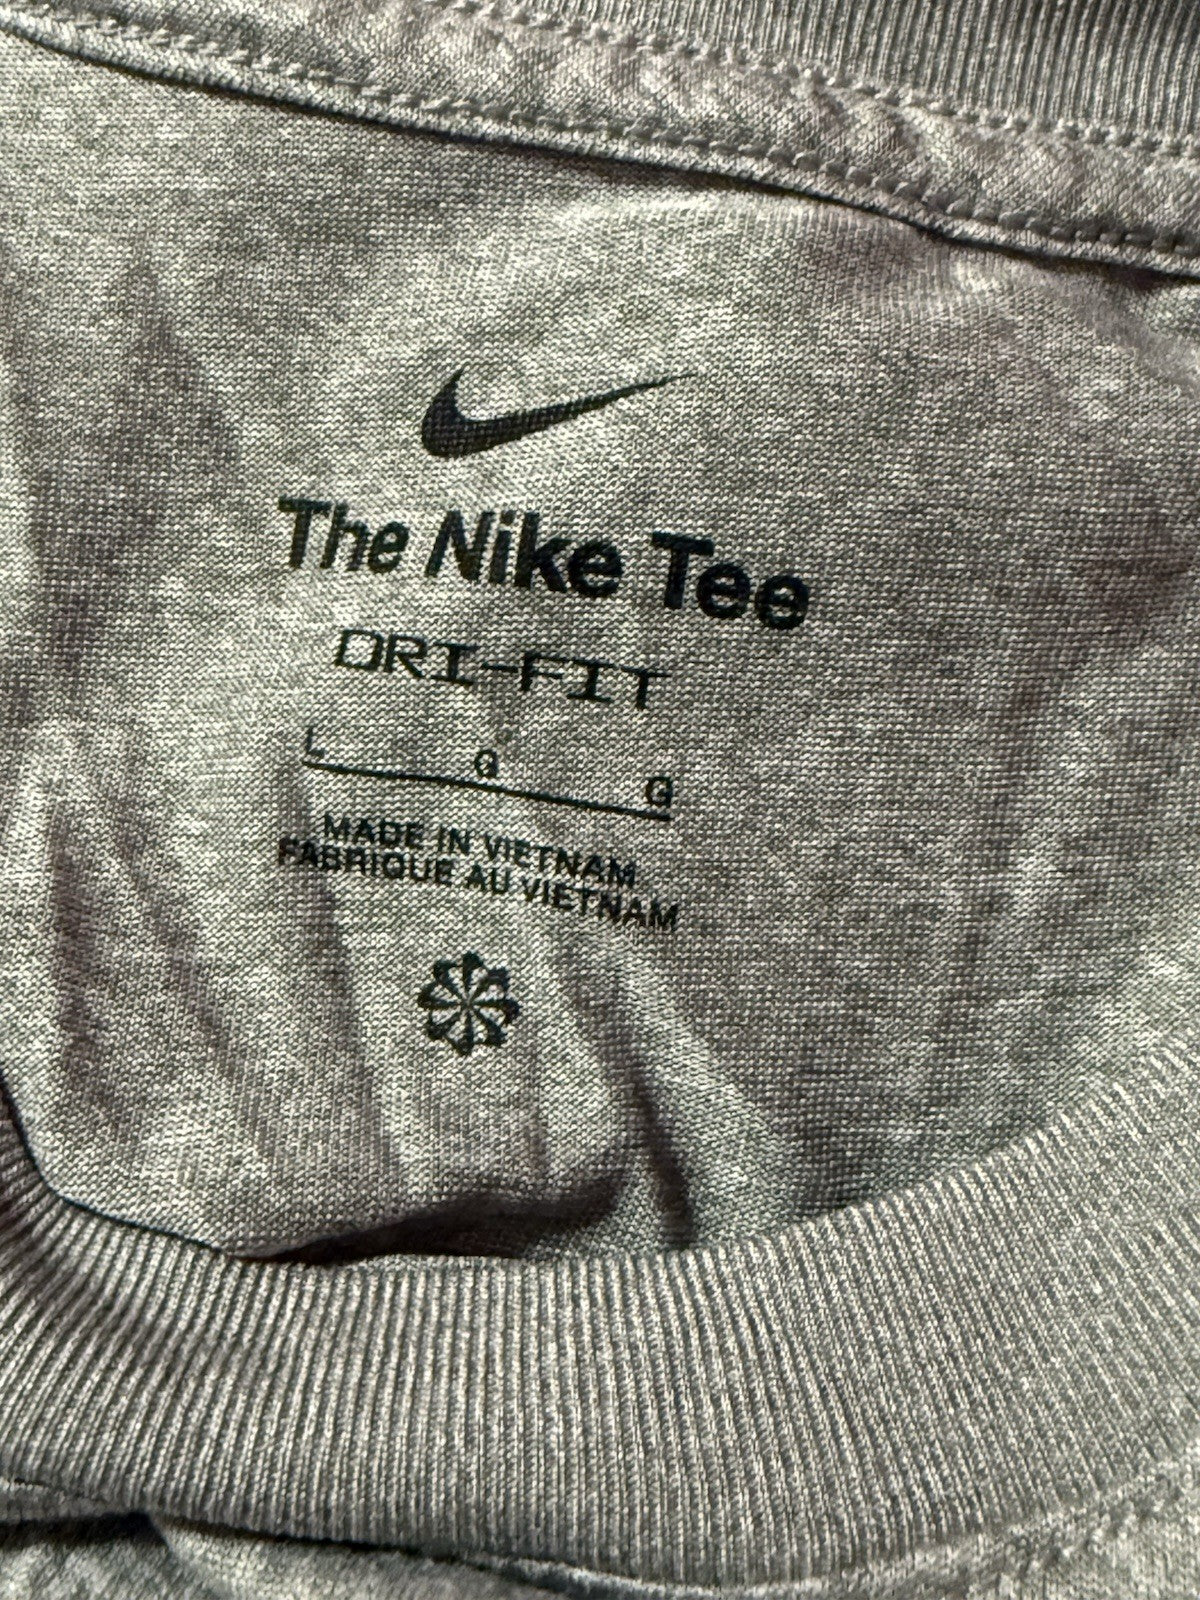 The Nike Tee
DRI-FIT
L G G
MADE IN VIETNAM
FABRIQUE AU VIETNAM